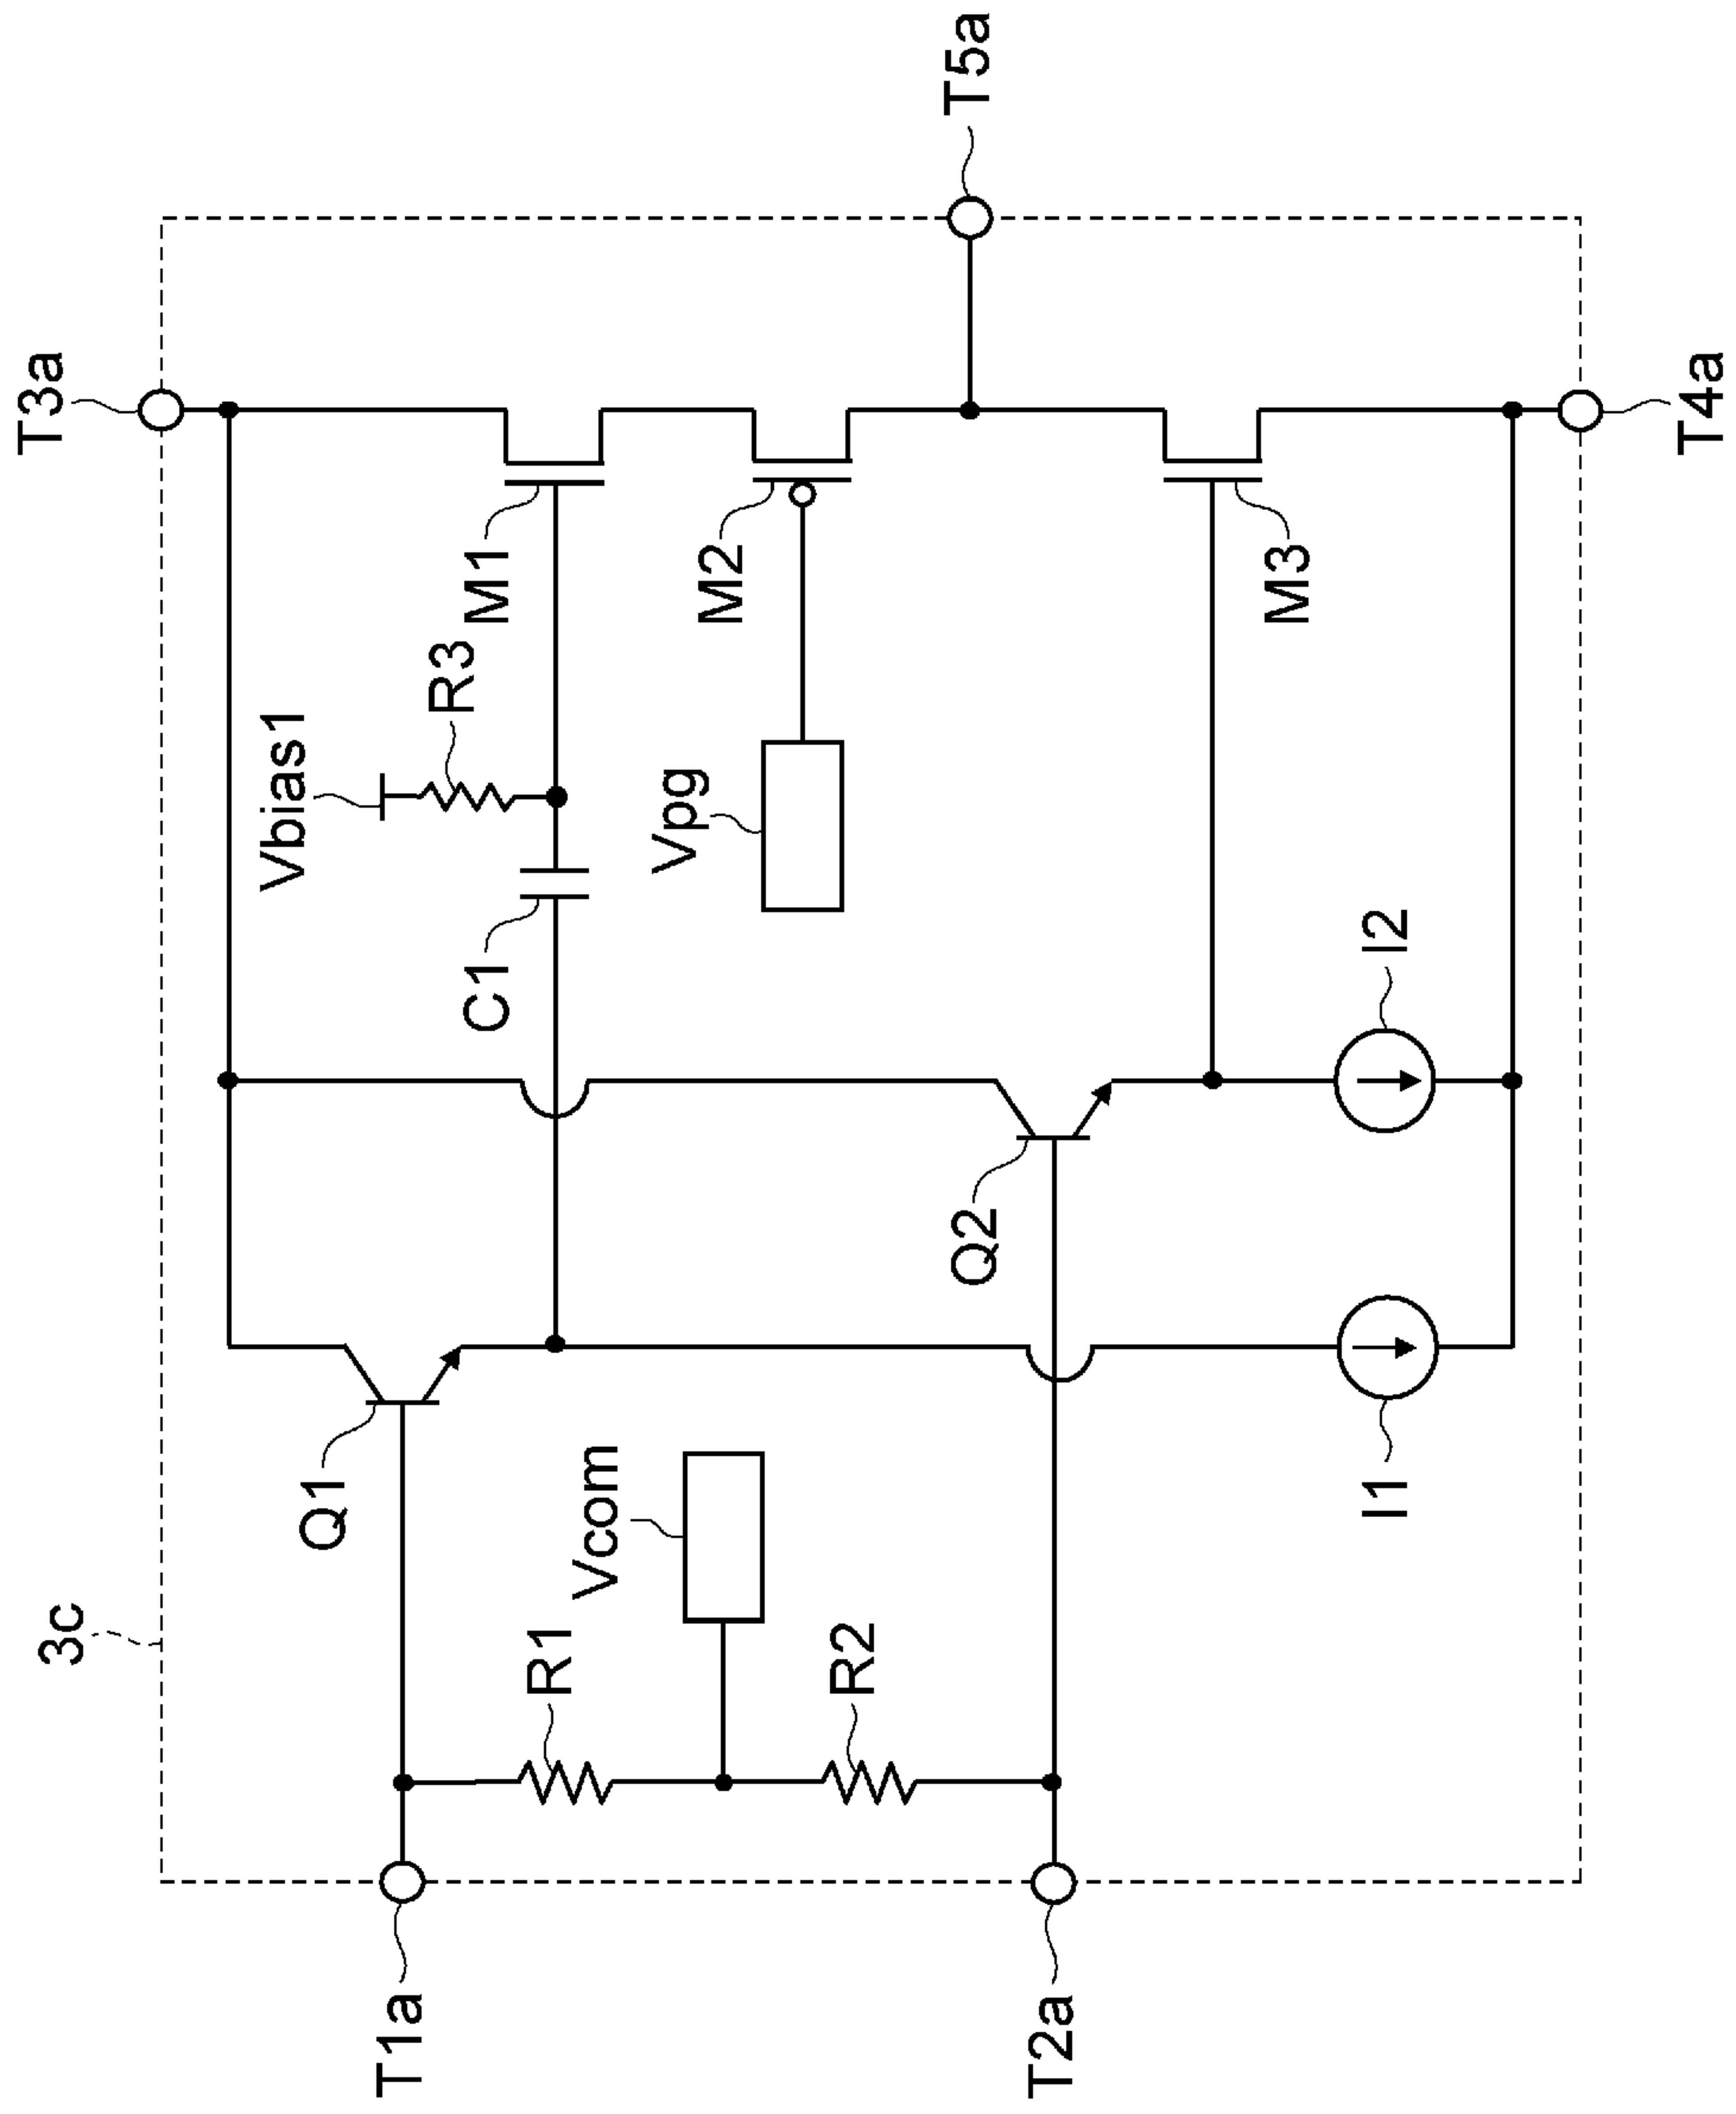 3c
T3a
T1a
Q1
Vbias1
R3
M1
C1
R1
Vcom
Vpg
M2
R2
Q2
T5a
T2a
M3
I1
I2
T4a